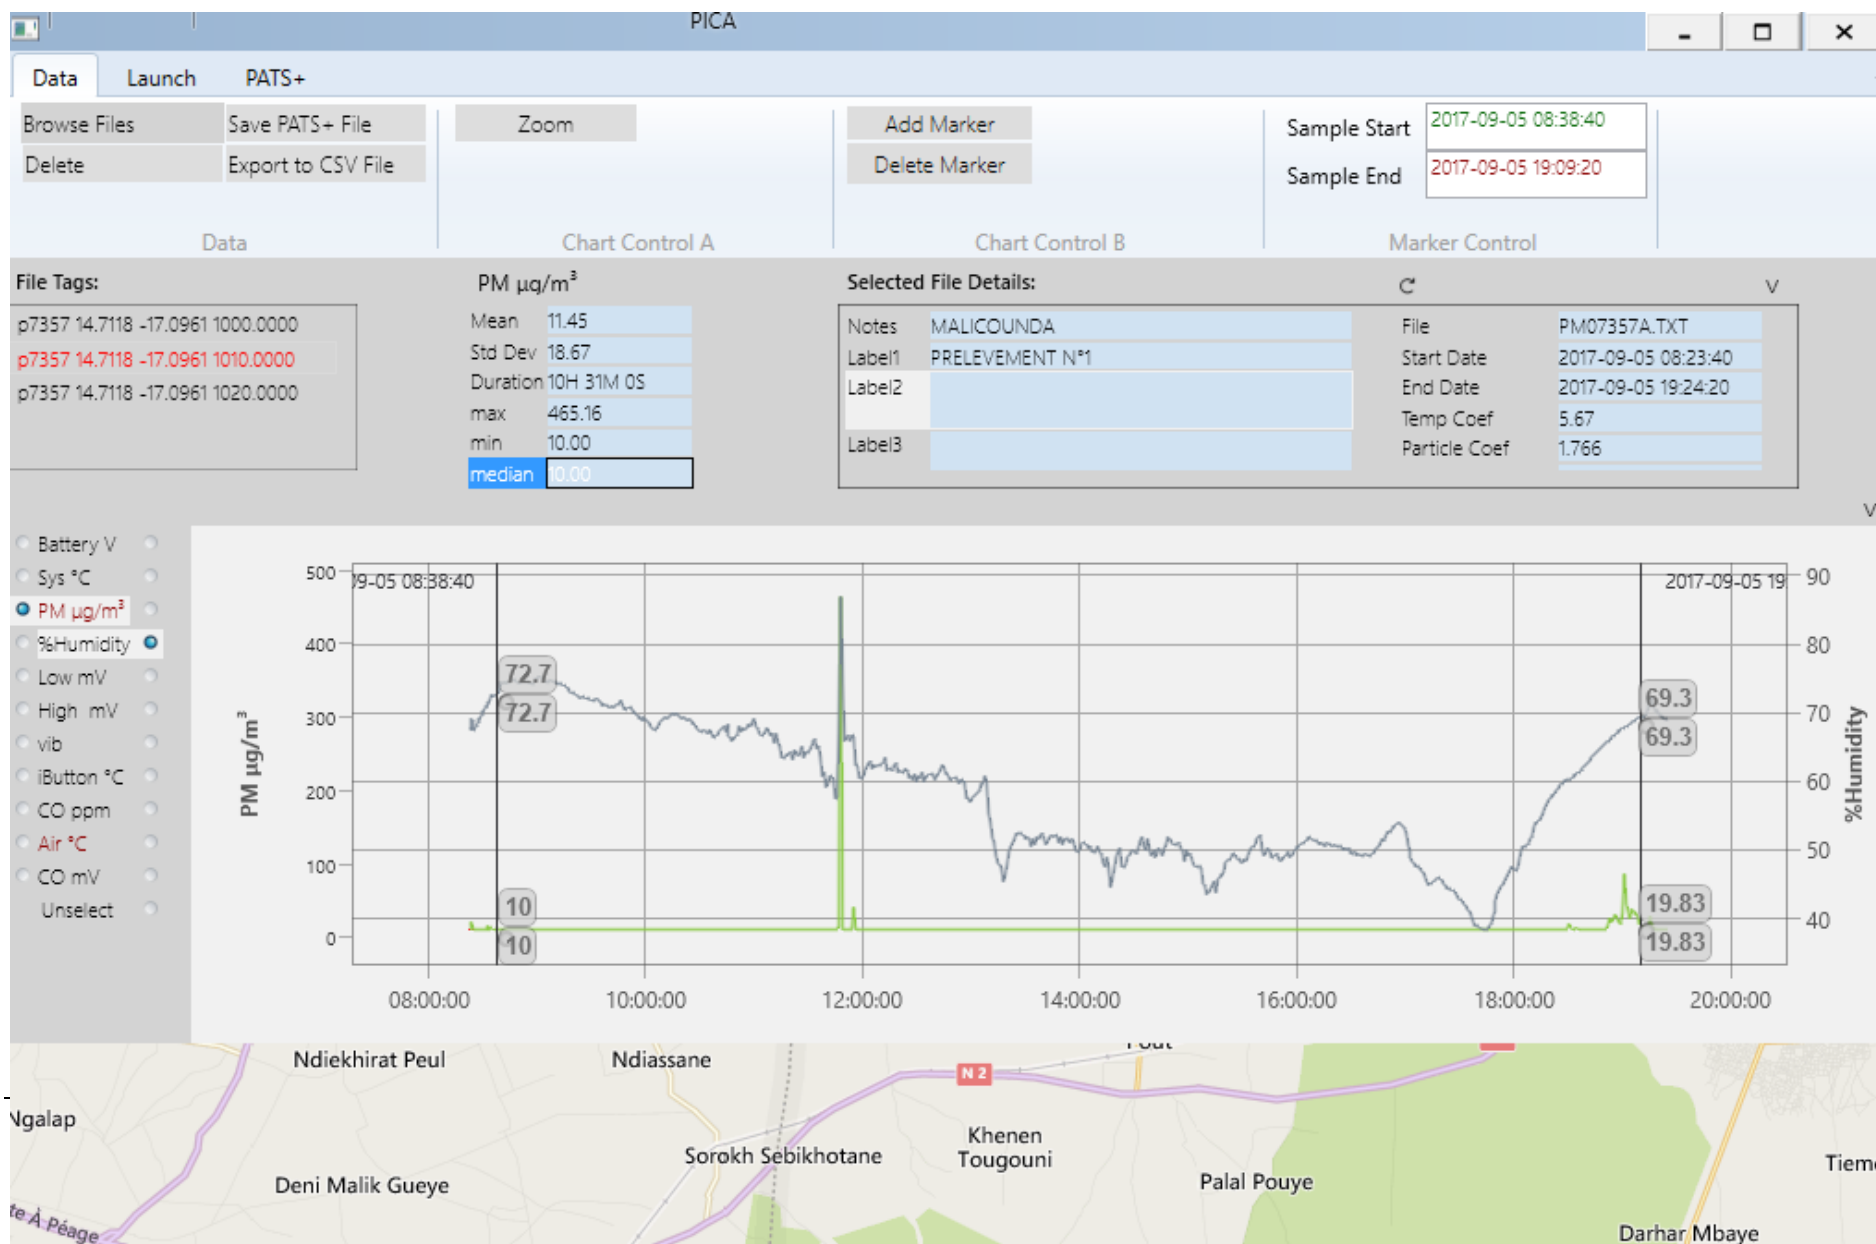 PICA
Data Launch PATS+
Browse Files Save PATS+ File Zoom Add Marker Sample Start 2017-09-05 08:38:40
Delete Export to CSV File Delete Marker Sample End 2017-09-05 19:09:20
Data Chart Control A Chart Control B Marker Control
File Tags:
p7357 14.7118 -17.0961 1000.0000
p7357 14.7118 -17.0961 1010.0000
p7357 14.7118 -17.0961 1020.0000
PM µg/m³
Mean 11.45
Std Dev 18.67
Duration 10H 31M 0S
max 465.16
min 10.00
median 10.00
Selected File Details:
Notes MALICOUNDA
Label1 PRELEVEMENT N°1
Label2
Label3
File PM07357A.TXT
Start Date 2017-09-05 08:23:40
End Date 2017-09-05 19:24:20
Temp Coef 5.67
Particle Coef 1.766
Battery V
Sys °C
PM µg/m³
%Humidity
Low mV
High mV
vib
iButton °C
CO ppm
Air °C
CO mV
Unselect
PM µg/m³
500
400
300
200
100
0
09-05 08:38:40
2017-09-05 19
72.7
72.7
10
10
69.3
69.3
19.83
19.83
90
80
70
60
50
40
%Humidity
08:00:00 10:00:00 12:00:00 14:00:00 16:00:00 18:00:00 20:00:00
Ndiekhirat Peul
Ndiassane
N 2
Ngalap
Sorokh Sebikhotane
Khenen
Tougouni
Deni Malik Gueye
Palal Pouye
Tiem
te À Péage
Darhar Mbaye